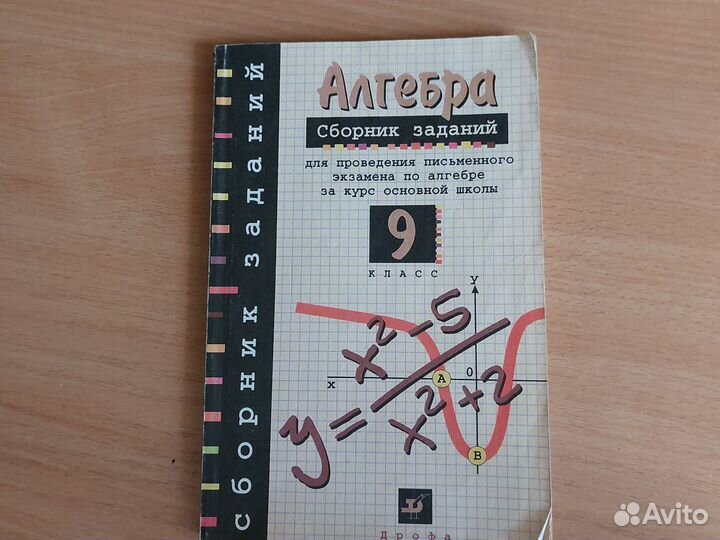 сборник заданий
Алгебра
Сборник заданий
для проведения письменного
экзамена по алгебре
за курс основной школы
9
КЛАСС
y
x² - 5
y =
x² + 2
x
A
0
B
Дрофа
Avito